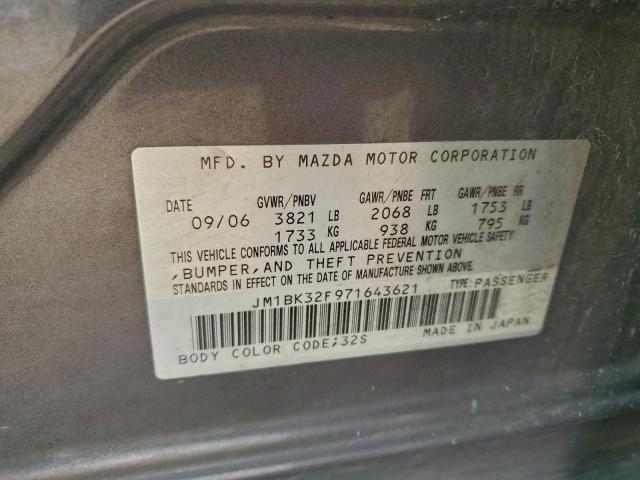 MFD. BY MAZDA MOTOR CORPORATION
DATE GVWR/PNBV GAWR/PNBE FRT GAWR/PNBE RR
09/06 3821 LB 2068 LB 1753 LB
1733 KG 938 KG 795 KG
THIS VEHICLE CONFORMS TO ALL APPLICABLE FEDERAL MOTOR VEHICLE SAFETY
,BUMPER,AND THEFT PREVENTION
STANDARDS IN EFFECT ON THE DATE OF MANUFACTURE SHOWN ABOVE.
JM1BK32F971643621 TYPE:PASSENGER
BODY COLOR CODE;32S MADE IN JAPAN